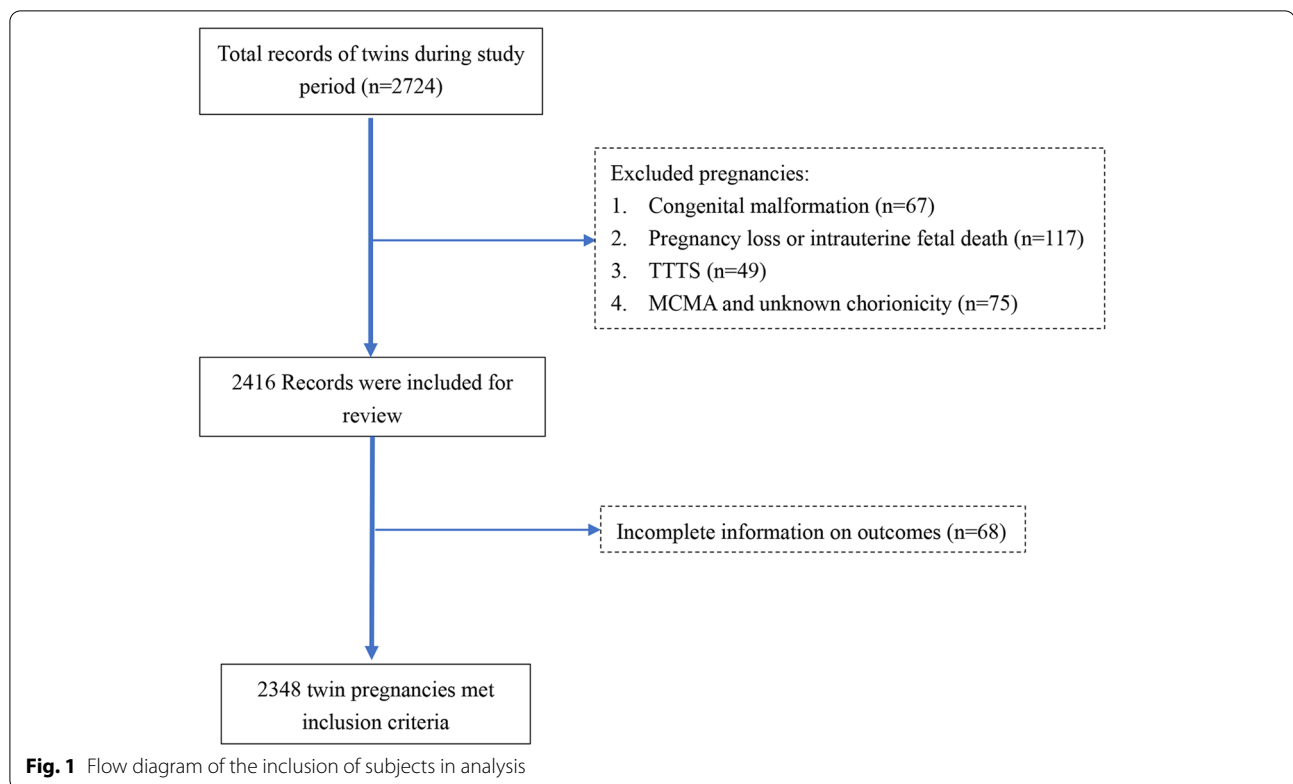 Total records of twins during study
period (n=2724)
Excluded pregnancies:
1. Congenital malformation (n=67)
2. Pregnancy loss or intrauterine fetal death (n=117)
3. TTTS (n=49)
4. MCMA and unknown chorionicity (n=75)
2416 Records were included for
review
Incomplete information on outcomes (n=68)
2348 twin pregnancies met
inclusion criteria
Fig. 1 Flow diagram of the inclusion of subjects in analysis